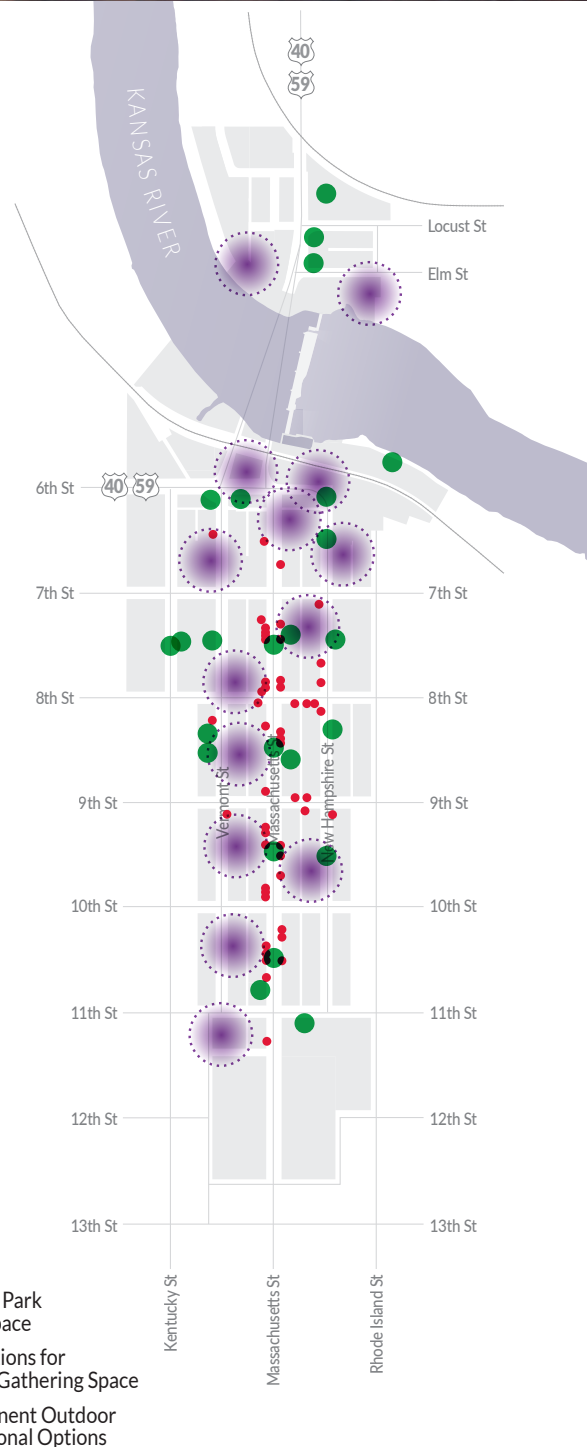 40
59
KANSAS RIVER
Locust St
Elm St
6th St
40 59
7th St
7th St
8th St
8th St
Vermont St
Massachusetts St
New Hampshire St
9th St
9th St
10th St
10th St
11th St
11th St
12th St
12th St
13th St
13th St
Kentucky St
Massachusetts St
Rhode Island St
Park
ions for
Gathering Space
Outdoor
Options